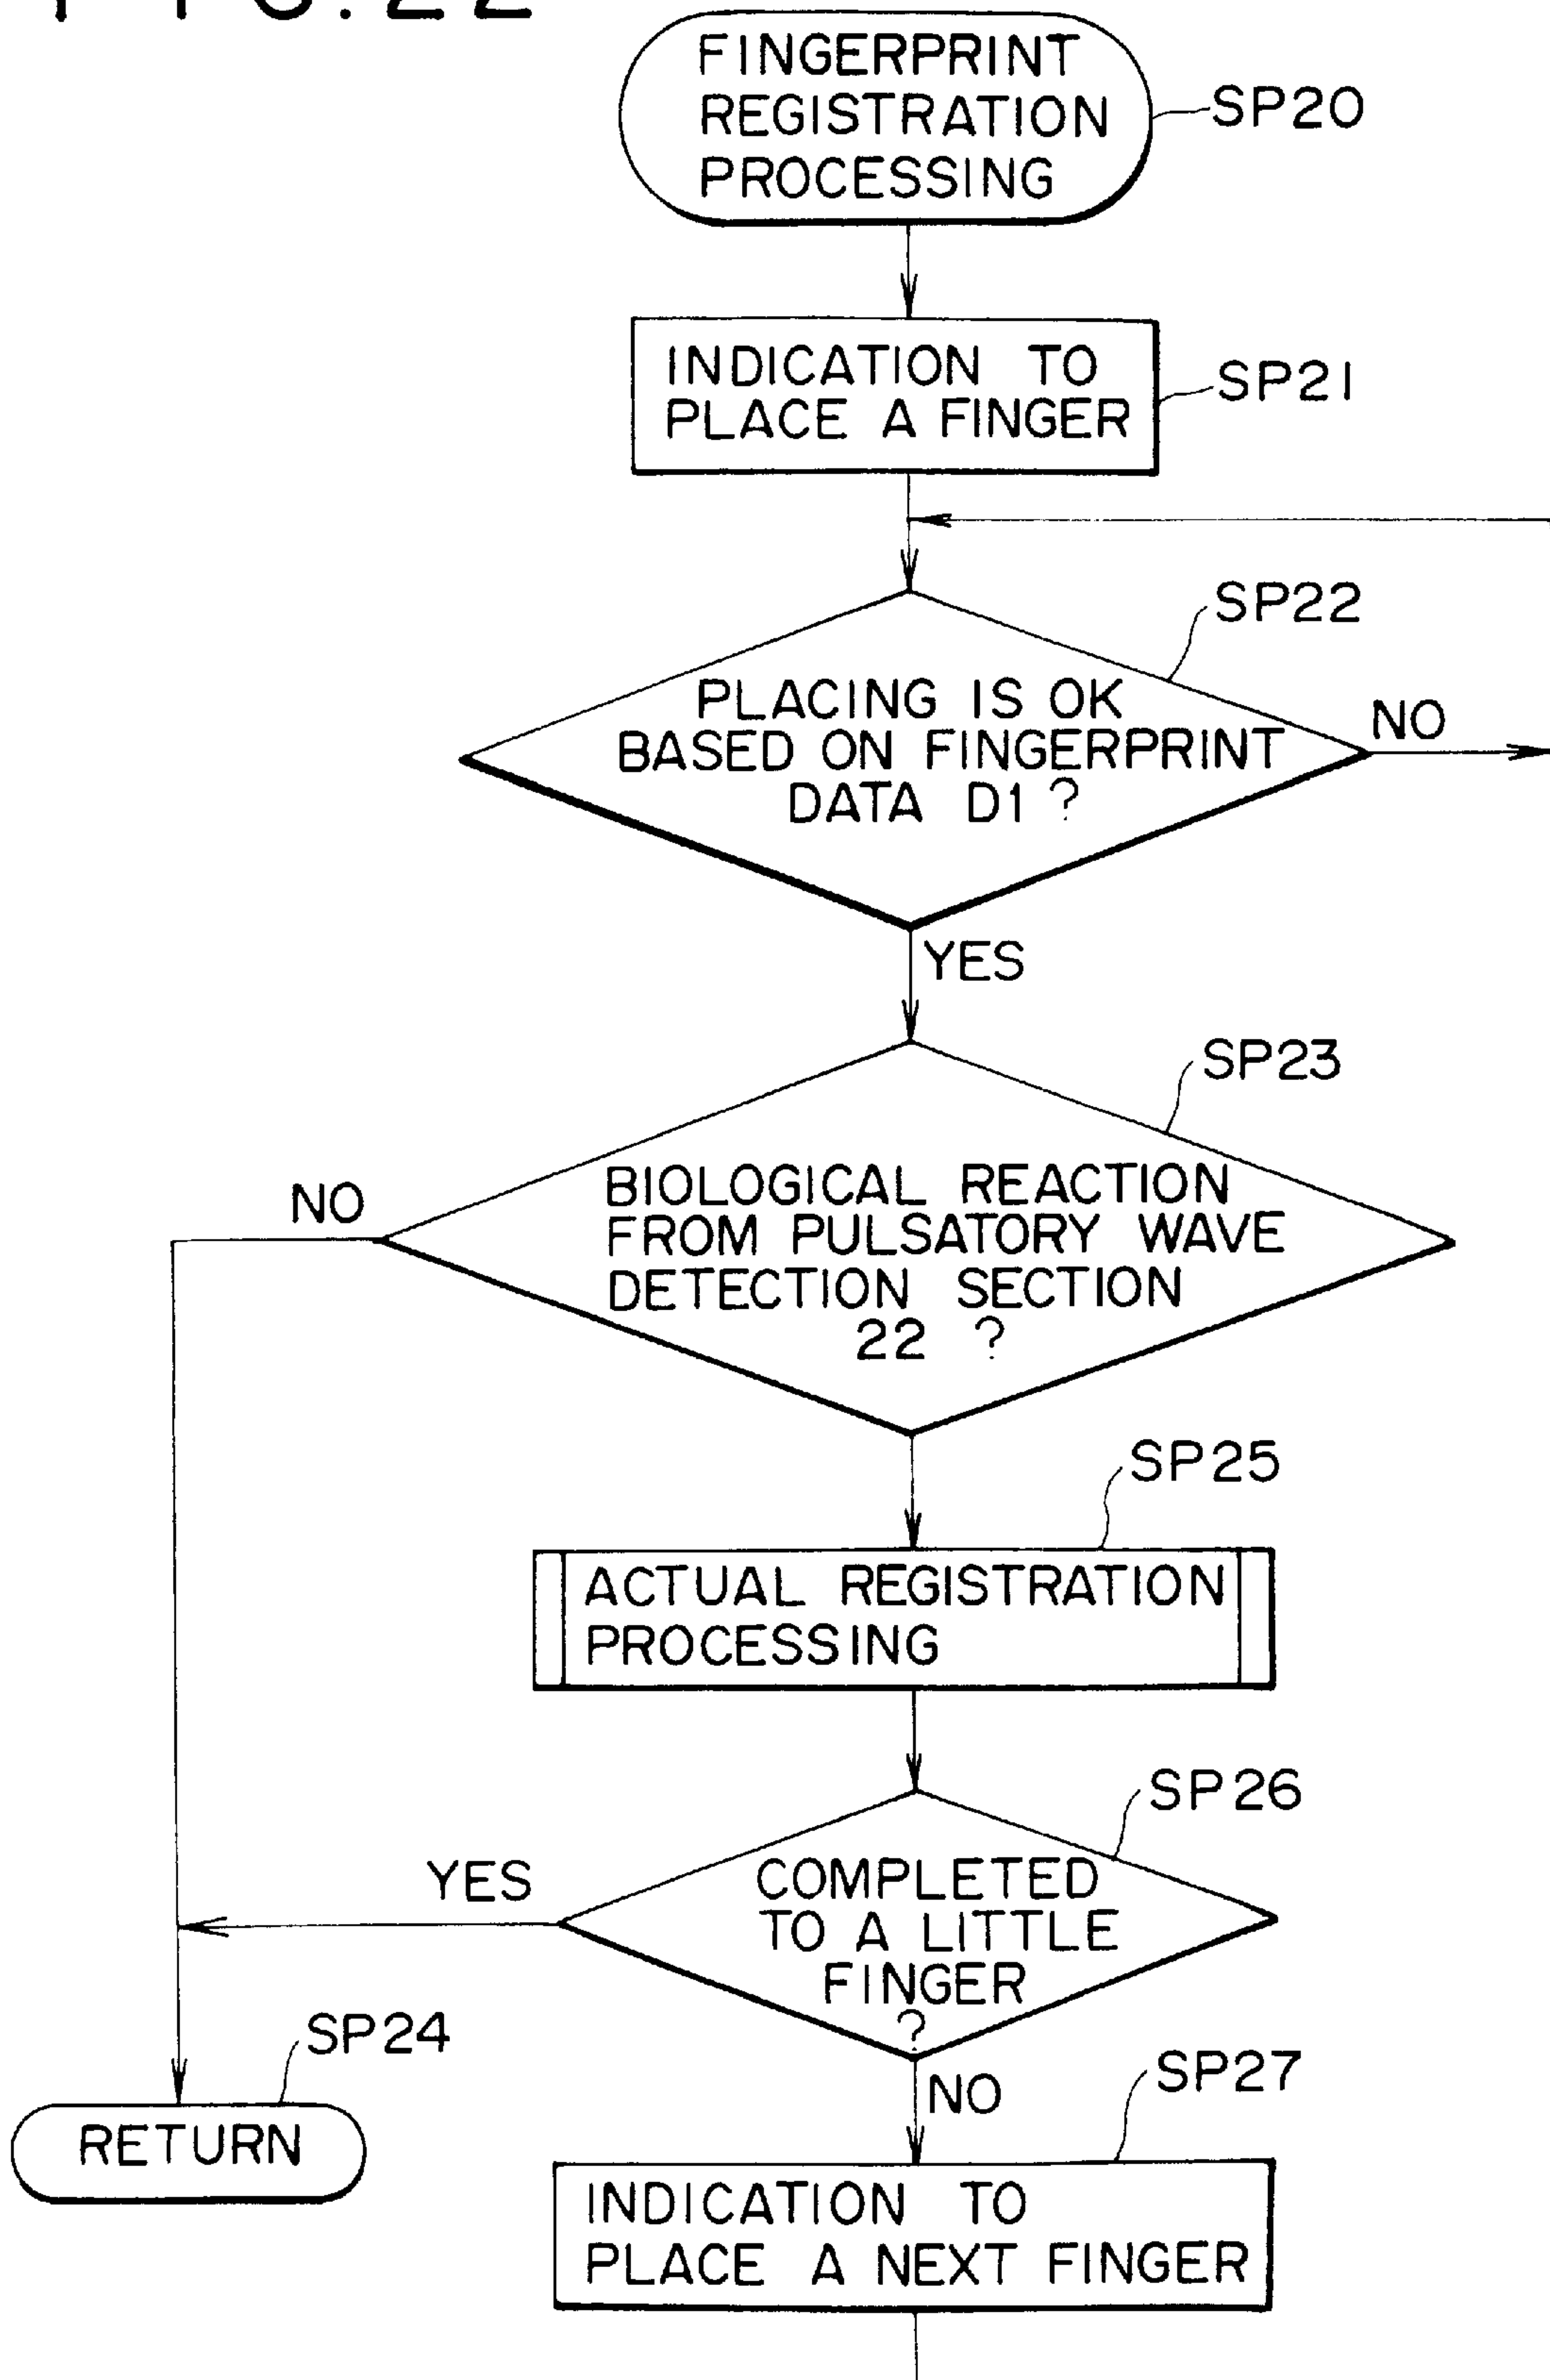 FIG.22
FINGERPRINT
REGISTRATION
PROCESSING
SP20
INDICATION TO
PLACE A FINGER
SP21
SP22
PLACING IS OK
BASED ON FINGERPRINT
DATA D1 ?
NO
YES
SP23
NO
BIOLOGICAL REACTION
FROM PULSATORY WAVE
DETECTION SECTION
22 ?
SP25
ACTUAL REGISTRATION
PROCESSING
SP26
YES
COMPLETED
TO A LITTLE
FINGER
?
SP24
RETURN
NO
SP27
INDICATION TO
PLACE A NEXT FINGER